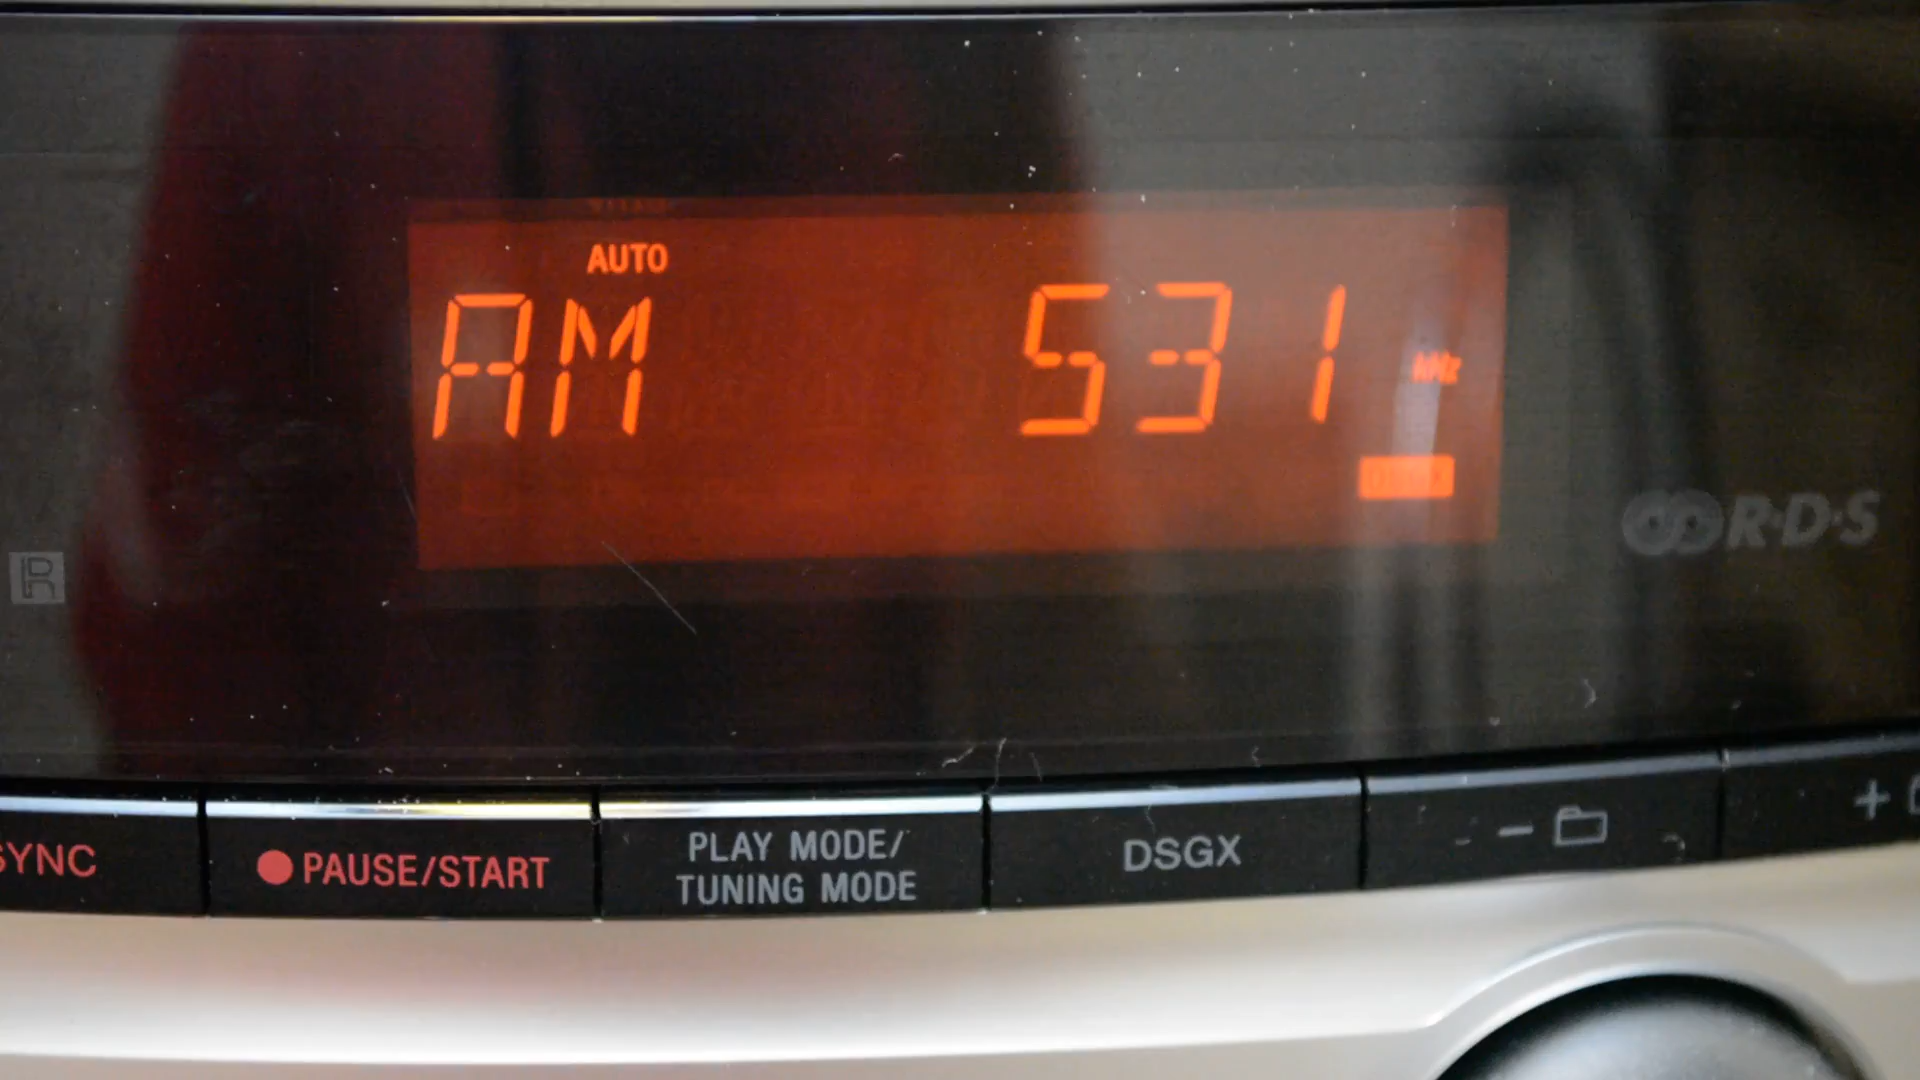 AUTO
AM 531 kHz
R·D·S
R
SYNC
● PAUSE/START
PLAY MODE/
TUNING MODE
DSGX
−
+